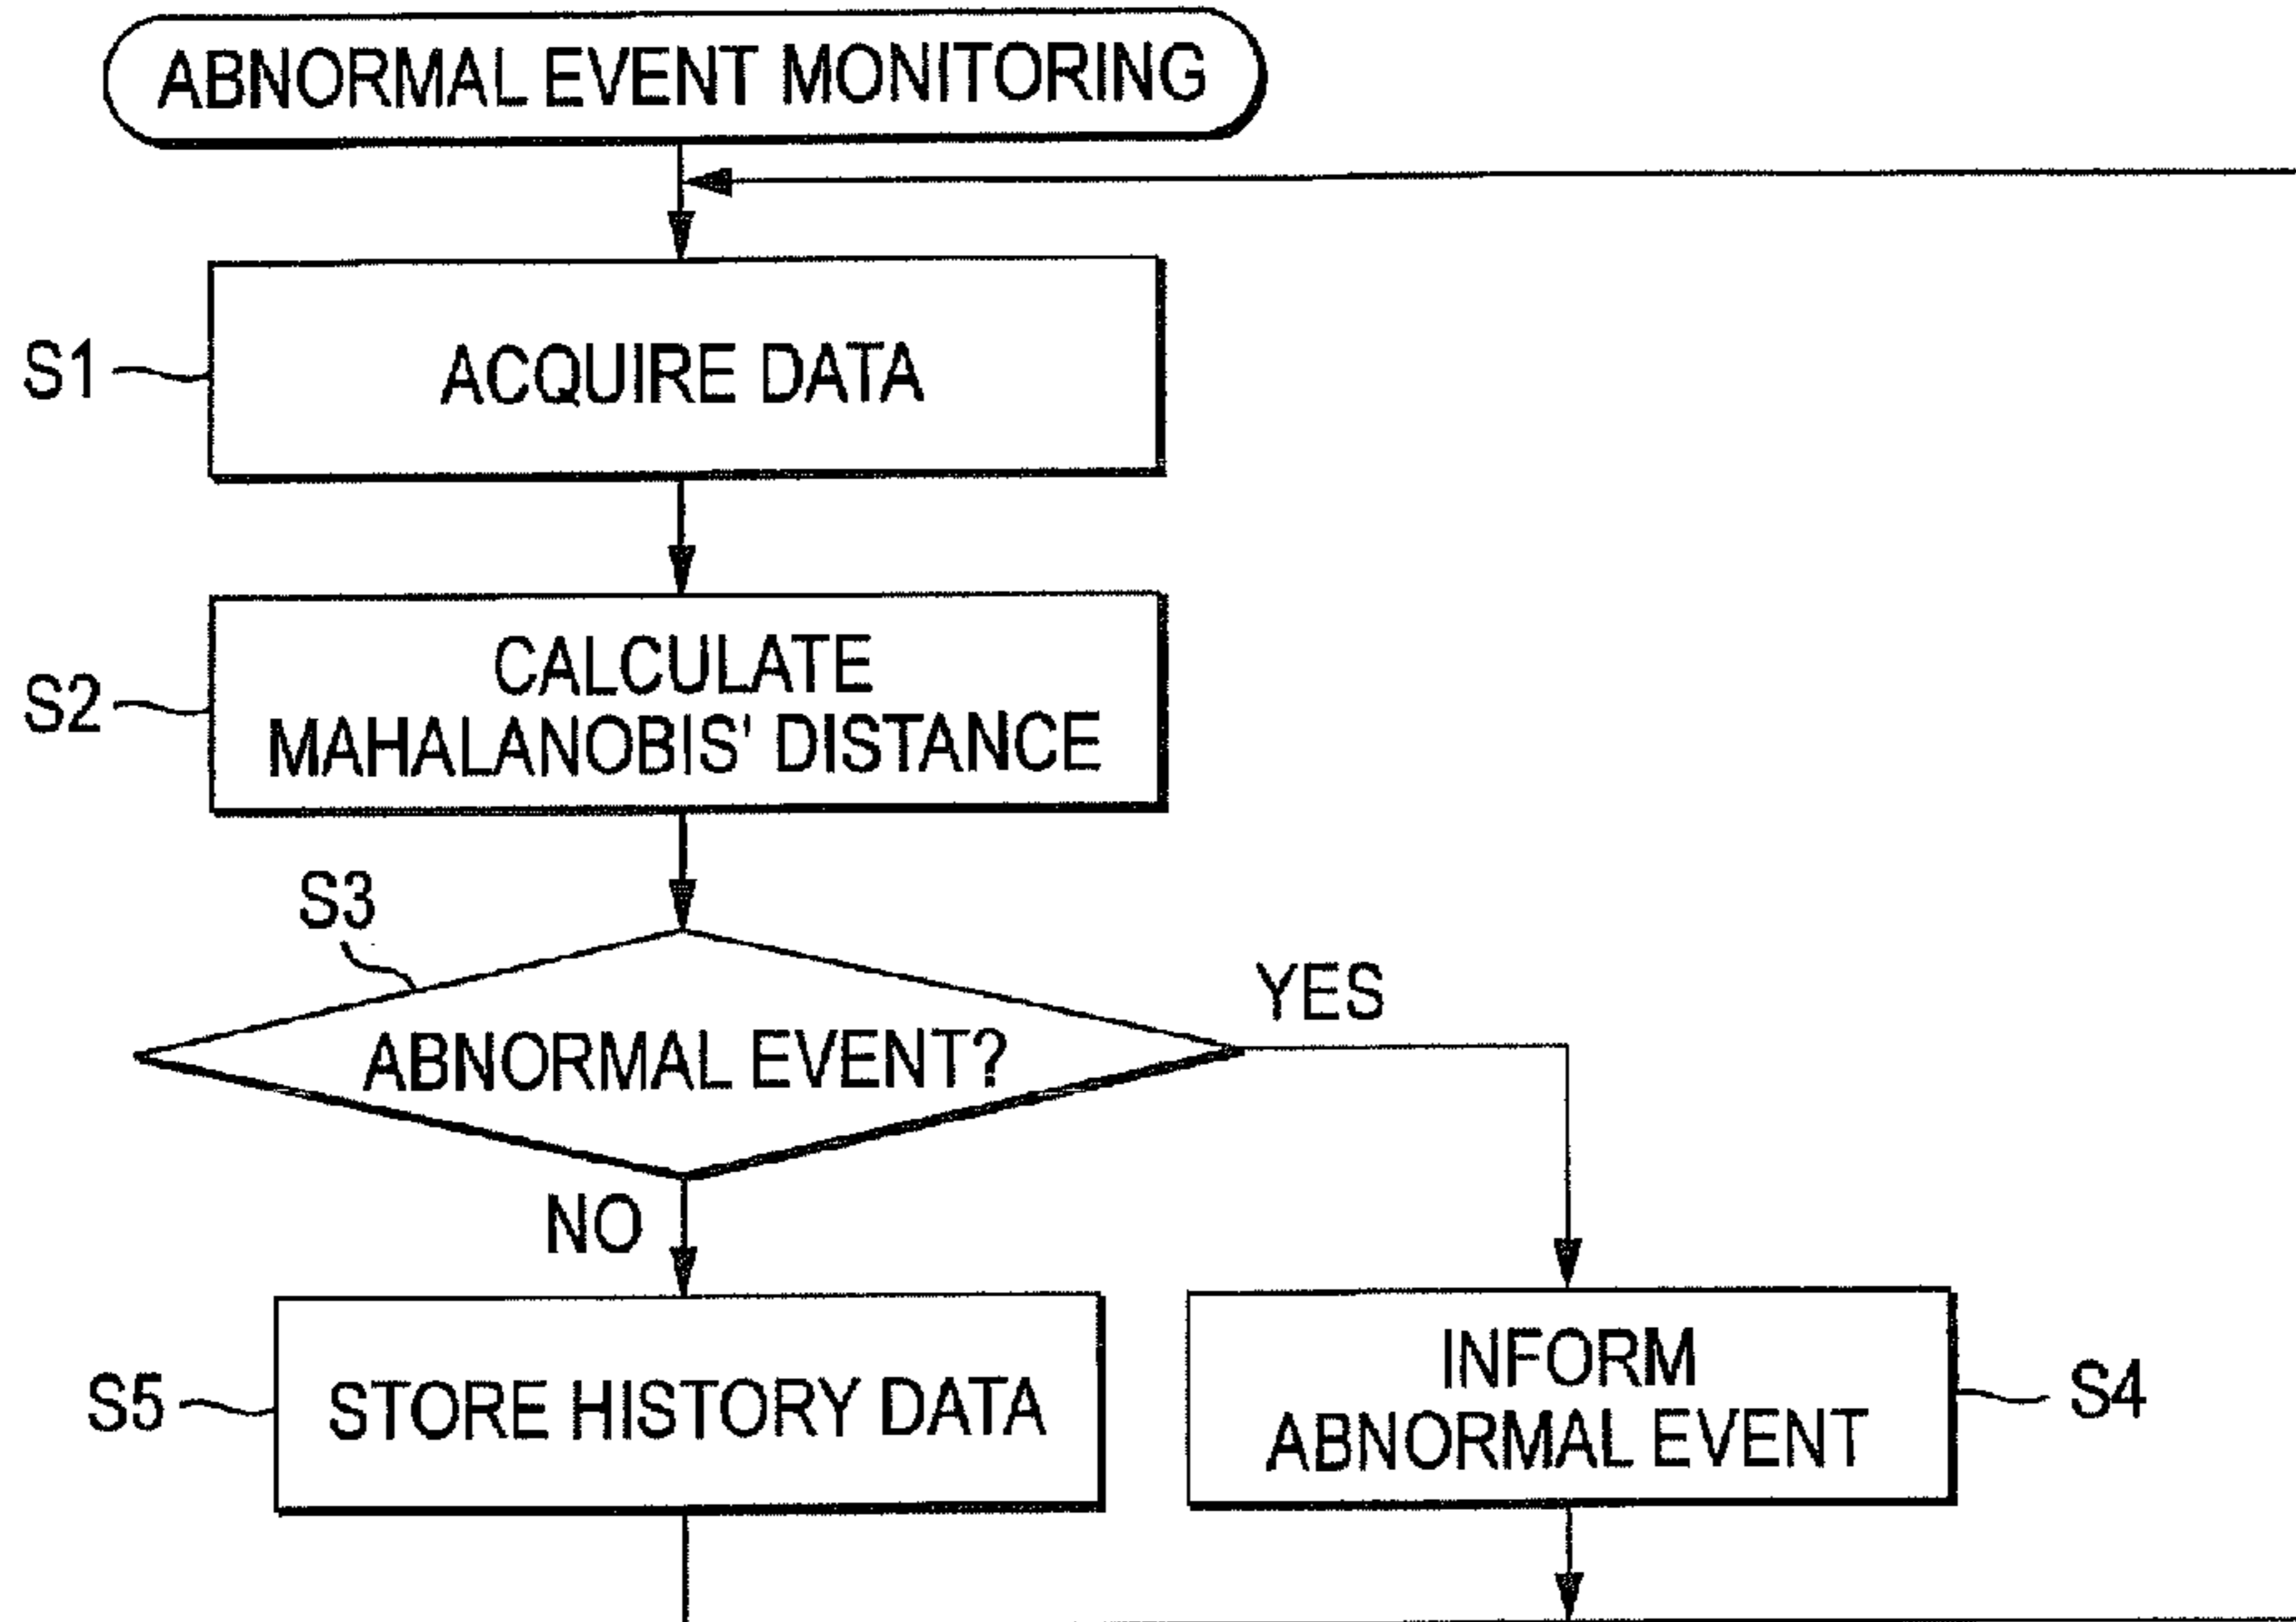 ABNORMAL EVENT MONITORING
S1
ACQUIRE DATA
S2
CALCULATE
MAHALANOBIS' DISTANCE
S3
ABNORMAL EVENT?
YES
NO
S5
STORE HISTORY DATA
INFORM
ABNORMAL EVENT
S4